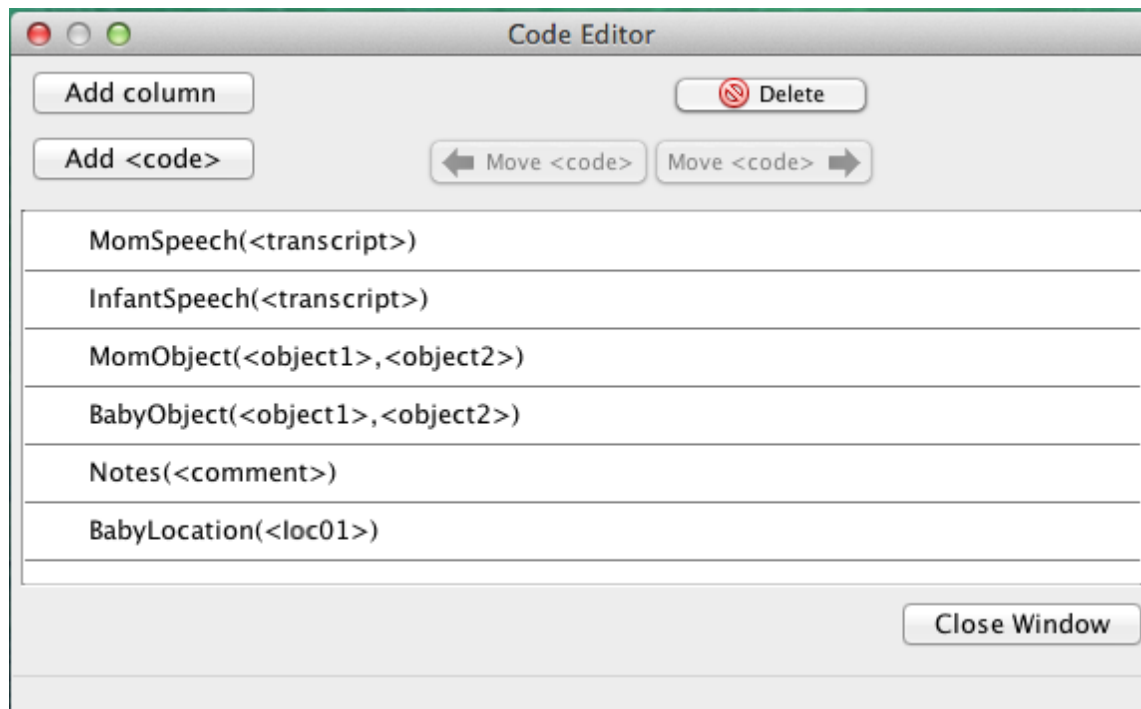 Code Editor
Add column
Delete
Add <code>
Move <code>
Move <code>
MomSpeech(<transcript>)
InfantSpeech(<transcript>)
MomObject(<object1>,<object2>)
BabyObject(<object1>,<object2>)
Notes(<comment>)
BabyLocation(<loc01>)
Close Window